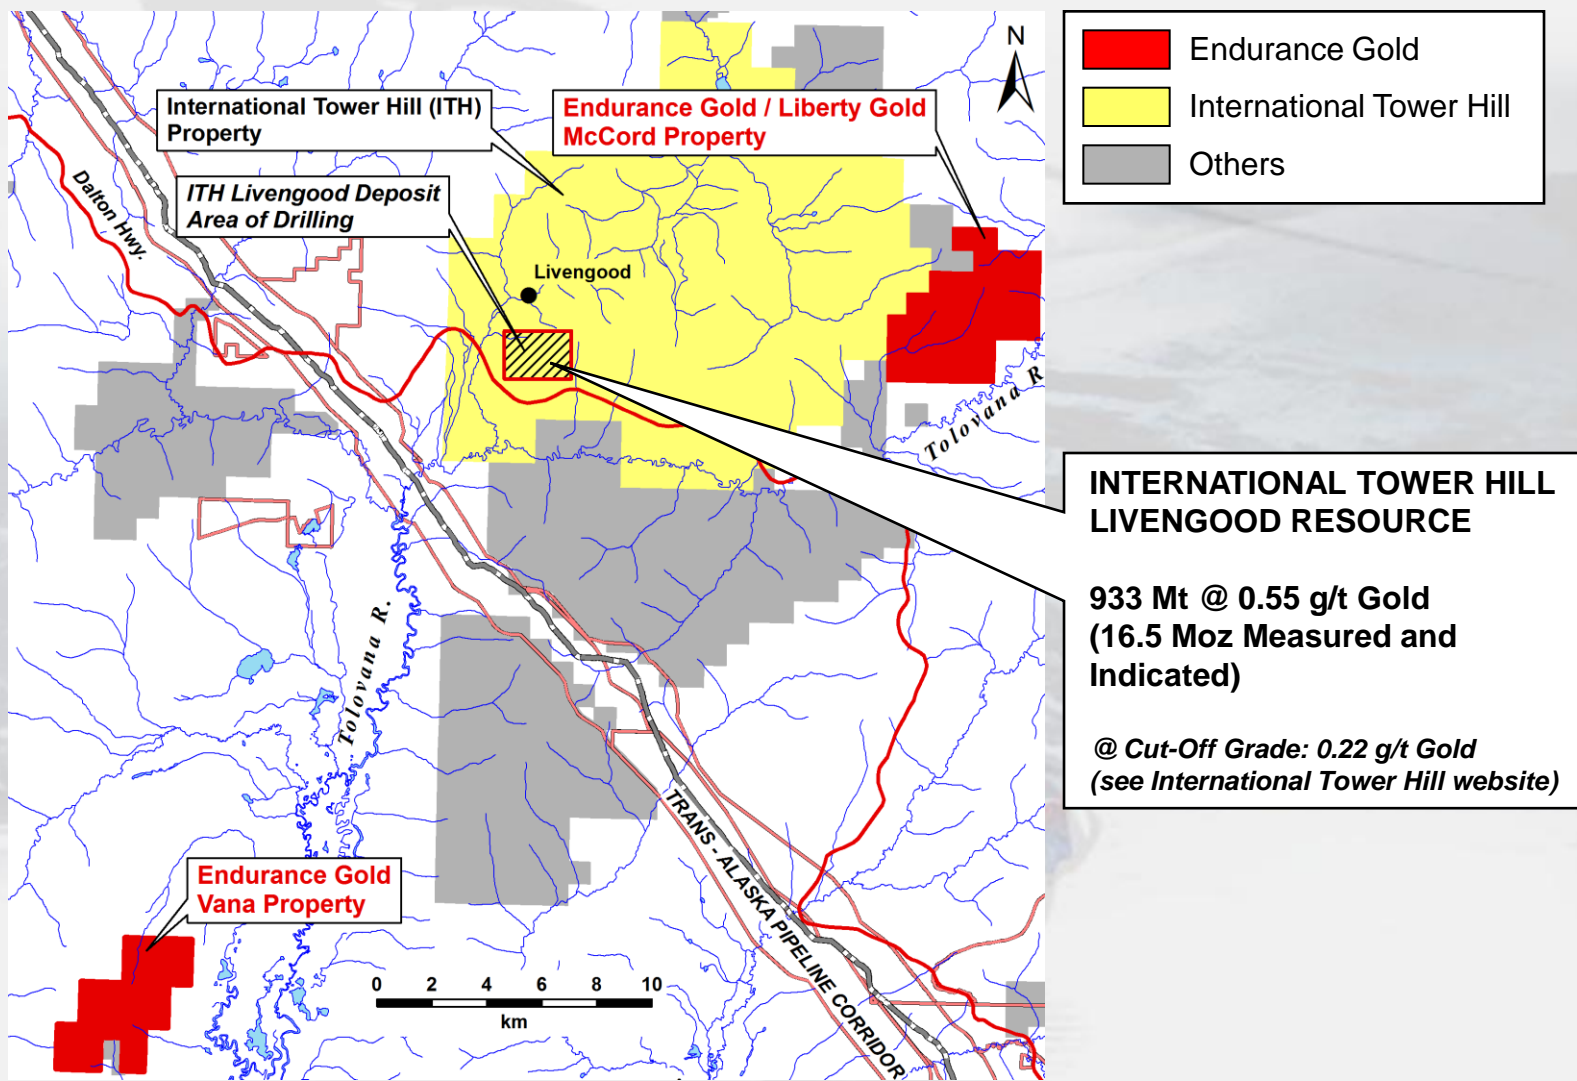 N
International Tower Hill (ITH)
Property
Endurance Gold / Liberty Gold
McCord Property
ITH Livengood Deposit
Area of Drilling
Dalton Hwy.
Livengood
Tolovana R.
Tolovana R.
Endurance Gold
Vana Property
TRANS - ALASKA PIPELINE CORRIDOR
0 2 4 6 8 10
km
Endurance Gold
International Tower Hill
Others
INTERNATIONAL TOWER HILL
LIVENGOOD RESOURCE
933 Mt @ 0.55 g/t Gold
(16.5 Moz Measured and
Indicated)
@ Cut-Off Grade: 0.22 g/t Gold
(see International Tower Hill website)